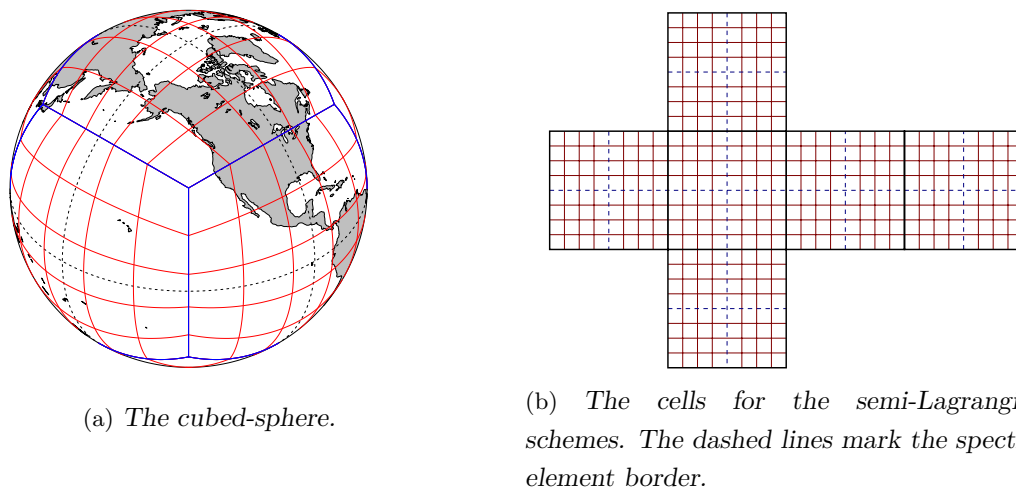 (a) The cubed-sphere.
(b) The cells for the semi-Lagrangi
schemes. The dashed lines mark the spect
element border.